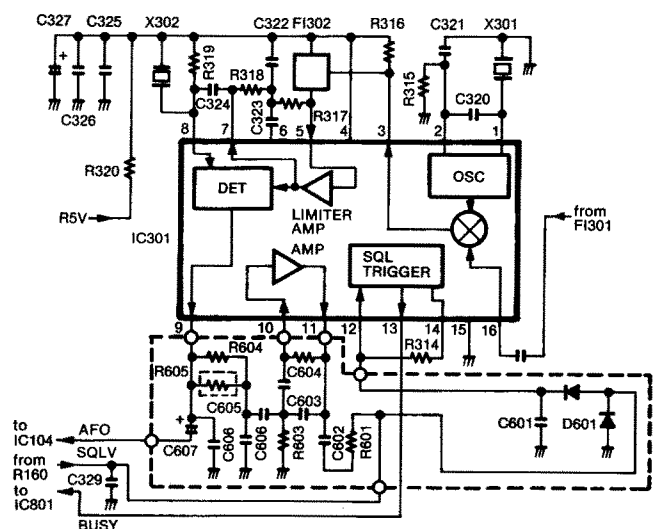 C327 C325 X302 C322 FI302 R316 C321 X301
+
R319
R318
C324
C323
R317
R315
C320
C326
8 7 6 5 4 3 2 1
R320
DET
OSC
LIMITER
AMP
R5V
IC301
AMP
SQL
TRIGGER
from
FI301
9 10 11 12 13 14 15 16
R314
R604
R605
C604
C605
C603
+
C607
C608
C606
R603
C602
R601
C601
D601
to
IC104
AFO
from
R160
SQLV
C329
to
IC801
BUSY